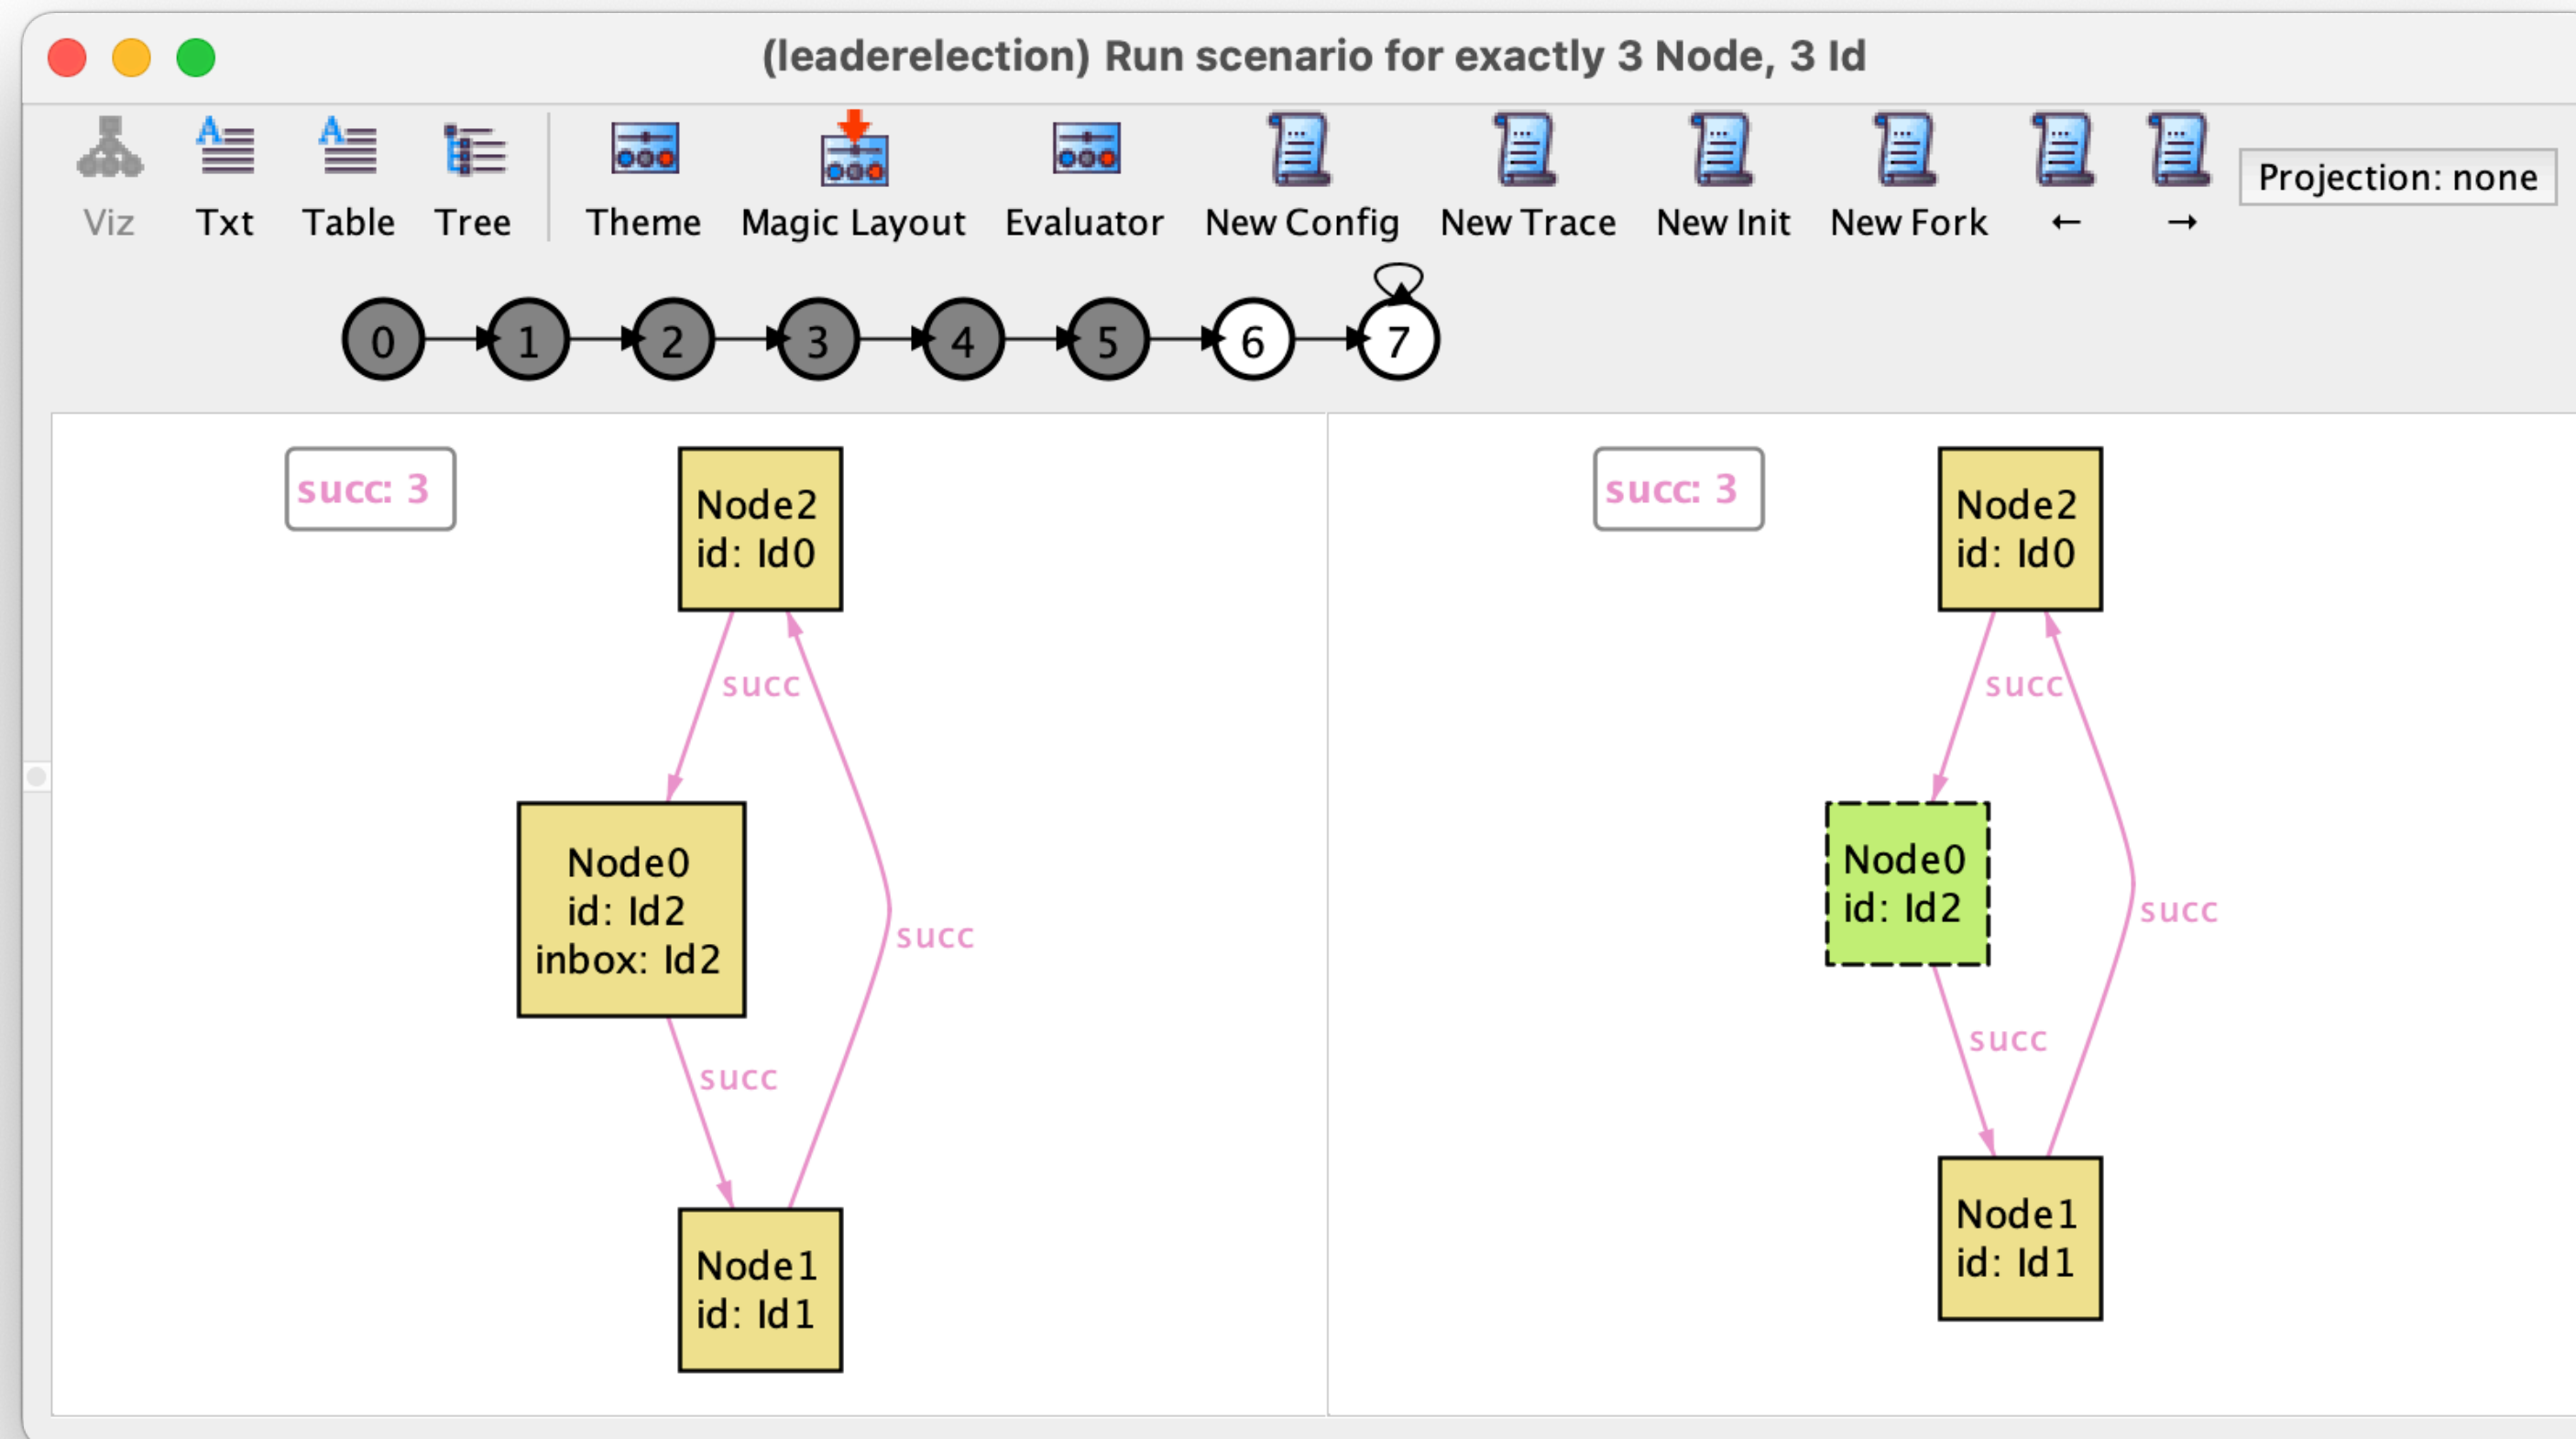 (leaderelection) Run scenario for exactly 3 Node, 3 Id
Viz Txt Table Tree Theme Magic Layout Evaluator New Config New Trace New Init New Fork ← → Projection: none
0 1 2 3 4 5 6 7
succ: 3
Node2
id: Id0
succ
Node0
id: Id2
inbox: Id2
succ
succ
Node1
id: Id1
succ: 3
Node2
id: Id0
succ
Node0
id: Id2
succ
succ
Node1
id: Id1